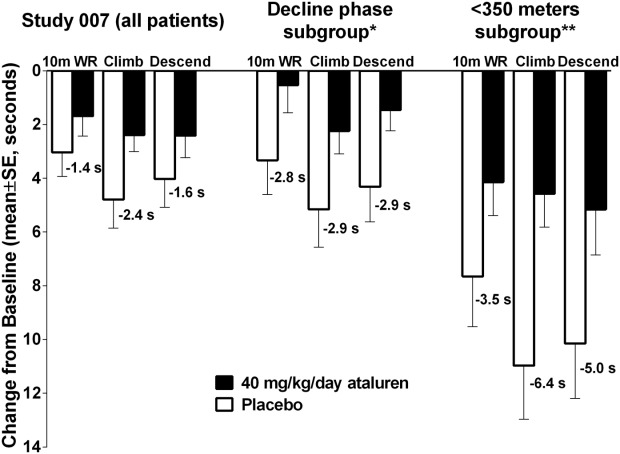 Study 007 (all patients)
Decline phase
subgroup*
<350 meters
subgroup**
10m WR Climb Descend
10m WR Climb Descend
10m WR Climb Descend
Change from Baseline (mean±SE, seconds)
0
2
4
6
8
10
12
14
-1.4 s
-2.4 s
-1.6 s
-2.8 s
-2.9 s
-2.9 s
-3.5 s
-6.4 s
-5.0 s
40 mg/kg/day ataluren
Placebo